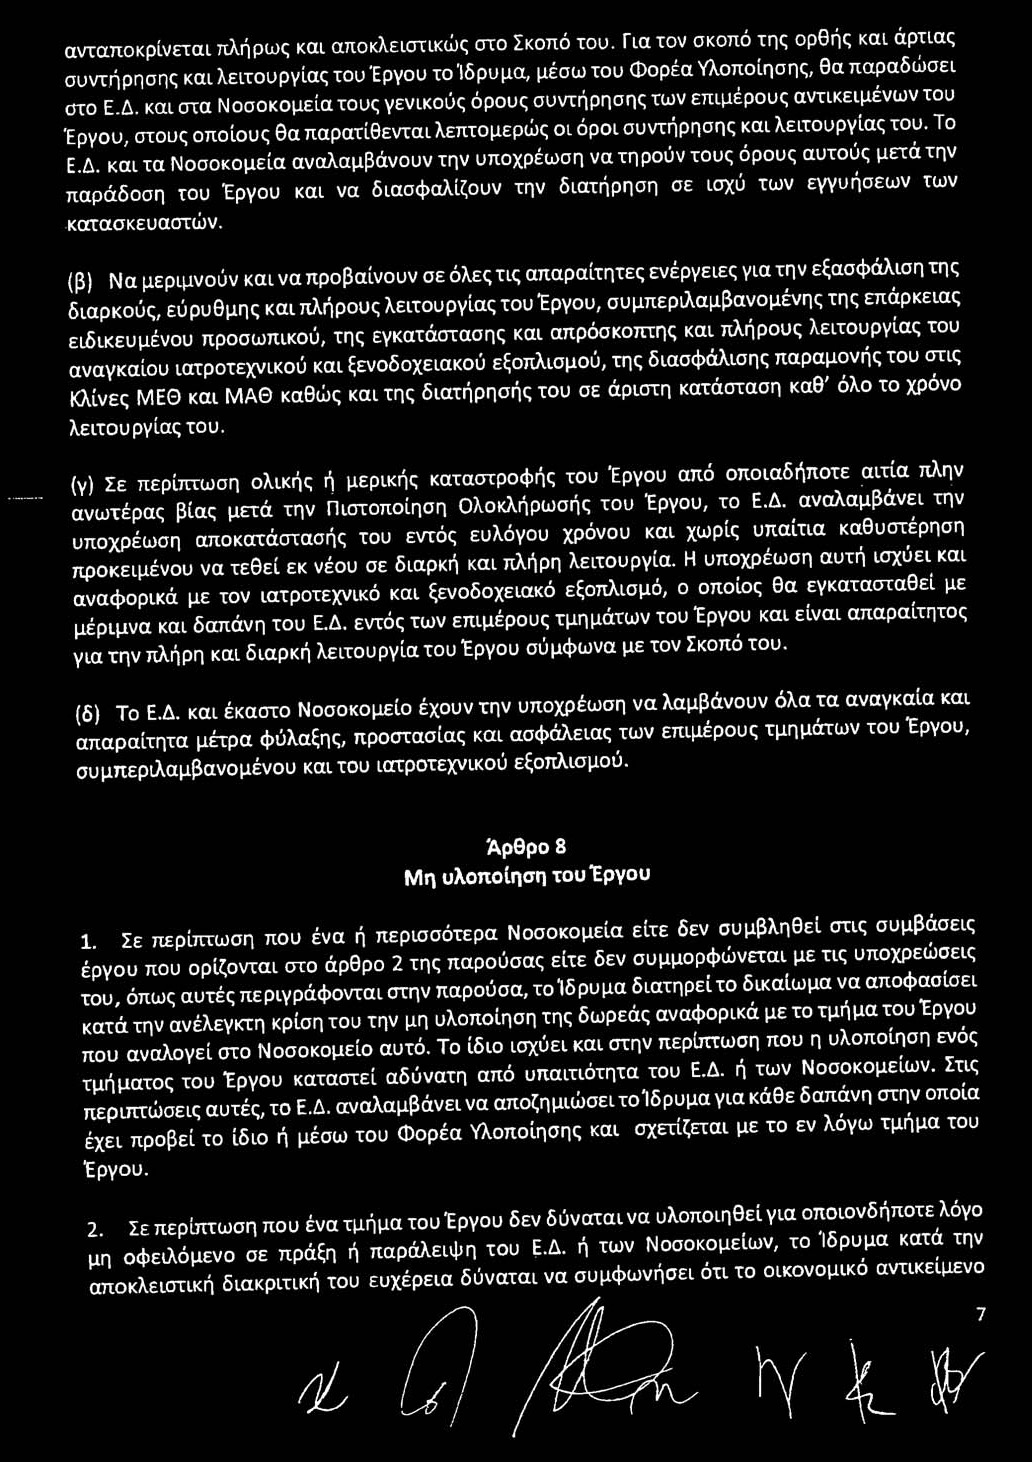 ανταποκρίνεται πλήρως και αποκλειστικώς στο Σκοπό του. Για τον σκοπό της ορθής και άρτιας
συντήρησης και λειτουργίας του Έργου το Ίδρυμα, μέσω του Φορέα Υλοποίησης, θα παραδώσει
στο Ε.Δ. και στα Νοσοκομεία τους γενικούς όρους συντήρησης των επιμέρους αντικειμένων του
Έργου, στους οποίους θα παρατίθενται λεπτομερώς οι όροι συντήρησης και λειτουργίας του. Το
Ε.Δ. και τα Νοσοκομεία αναλαμβάνουν την υποχρέωση να τηρούν τους όρους αυτούς μετά την
παράδοση του Έργου και να διασφαλίζουν την διατήρηση σε ισχύ των εγγυήσεων των
κατασκευαστών.
(β) Να μεριμνούν και να προβαίνουν σε όλες τις απαραίτητες ενέργειες για την εξασφάλιση της
διαρκούς, εύρυθμης και πλήρους λειτουργίας του Έργου, συμπεριλαμβανομένης της επάρκειας
ειδικευμένου προσωπικού, της εγκατάστασης και απρόσκοπτης και πλήρους λειτουργίας του
αναγκαίου ιατροτεχνικού και ξενοδοχειακού εξοπλισμού, της διασφάλισης παραμονής του στις
Κλίνες ΜΕΘ και ΜΑΘ καθώς και της διατήρησής του σε άριστη κατάσταση καθ' όλο το χρόνο
λειτουργίας του.
(γ) Σε περίπτωση ολικής ή μερικής καταστροφής του Έργου από οποιαδήποτε αιτία πλην
ανωτέρας βίας μετά την Πιστοποίηση Ολοκλήρωσής του Έργου, το Ε.Δ. αναλαμβάνει την
υποχρέωση αποκατάστασής του εντός ευλόγου χρόνου και χωρίς υπαίτια καθυστέρηση
προκειμένου να τεθεί εκ νέου σε διαρκή και πλήρη λειτουργία. Η υποχρέωση αυτή ισχύει και
αναφορικά με τον ιατροτεχνικό και ξενοδοχειακό εξοπλισμό, ο οποίος θα εγκατασταθεί με
μέριμνα και δαπάνη του Ε.Δ. εντός των επιμέρους τμημάτων του Έργου και είναι απαραίτητος
για την πλήρη και διαρκή λειτουργία του Έργου σύμφωνα με τον Σκοπό του.
(δ) Το Ε.Δ. και έκαστο Νοσοκομείο έχουν την υποχρέωση να λαμβάνουν όλα τα αναγκαία και
απαραίτητα μέτρα φύλαξης, προστασίας και ασφάλειας των επιμέρους τμημάτων του Έργου,
συμπεριλαμβανομένου και του ιατροτεχνικού εξοπλισμού.
Άρθρο 8
Μη υλοποίηση του Έργου
1. Σε περίπτωση που ένα ή περισσότερα Νοσοκομεία είτε δεν συμβληθεί στις συμβάσεις
έργου που ορίζονται στο άρθρο 2 της παρούσας είτε δεν συμμορφώνεται με τις υποχρεώσεις
του, όπως αυτές περιγράφονται στην παρούσα, το Ίδρυμα διατηρεί το δικαίωμα να αποφασίσει
κατά την ανέλεγκτη κρίση του την μη υλοποίηση της δωρεάς αναφορικά με το τμήμα του Έργου
που αναλογεί στο Νοσοκομείο αυτό. Το ίδιο ισχύει και στην περίπτωση που η υλοποίηση ενός
τμήματος του Έργου καταστεί αδύνατη από υπαιτιότητα του Ε.Δ. ή των Νοσοκομείων. Στις
περιπτώσεις αυτές, το Ε.Δ. αναλαμβάνει να αποζημιώσει το Ίδρυμα για κάθε δαπάνη στην οποία
έχει προβεί το ίδιο ή μέσω του Φορέα Υλοποίησης και σχετίζεται με το εν λόγω τμήμα του
Έργου.
2. Σε περίπτωση που ένα τμήμα του Έργου δεν δύναται να υλοποιηθεί για οποιονδήποτε λόγο
μη οφειλόμενο σε πράξη ή παράλειψη του Ε.Δ. ή των Νοσοκομείων, το Ίδρυμα κατά την
αποκλειστική διακριτική του ευχέρεια δύναται να συμφωνήσει ότι το οικονομικό αντικείμενο
7